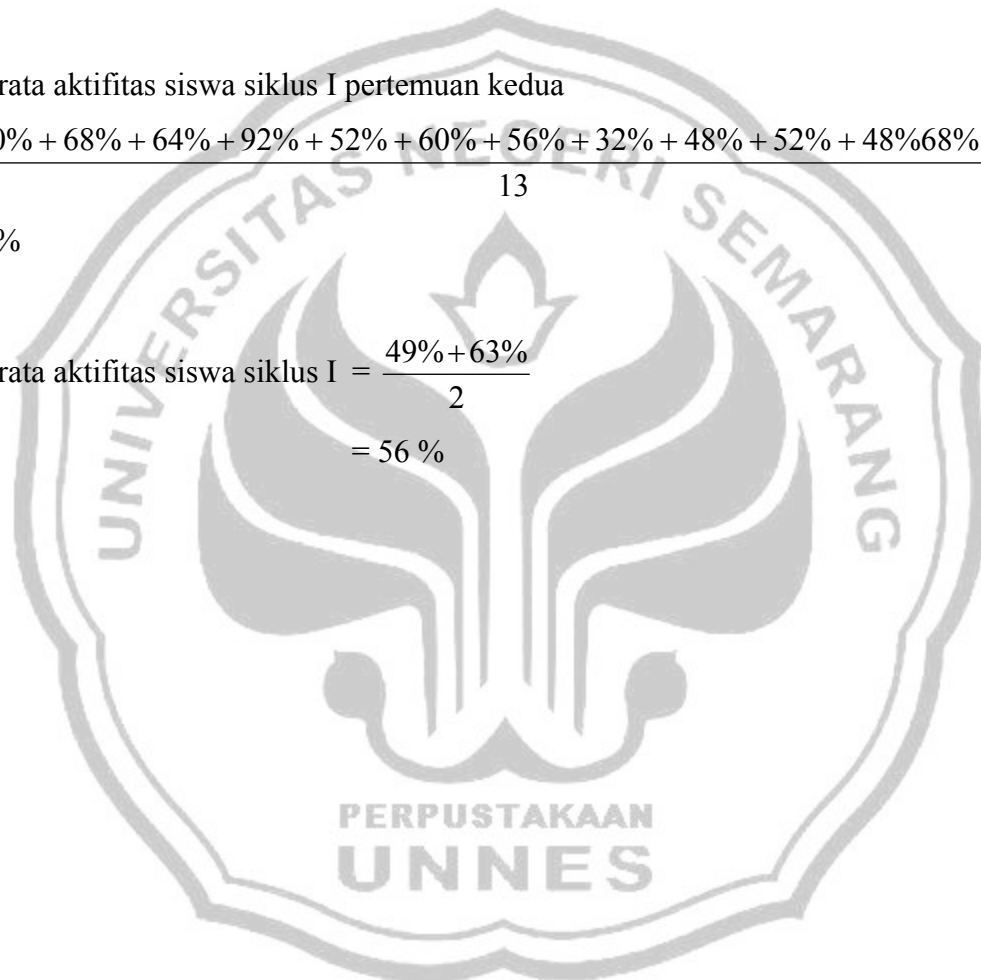 rata aktifitas siswa siklus I pertemuan kedua
0% + 68% + 64% + 92% + 52% + 60% + 56% + 32% + 48% + 52% + 48%68%
13
%
rata aktifitas siswa siklus I = 49% + 63%
2
= 56 %
UNIVERSITAS NEGERI SEMARANG
PERPUSTAKAAN
UNNES